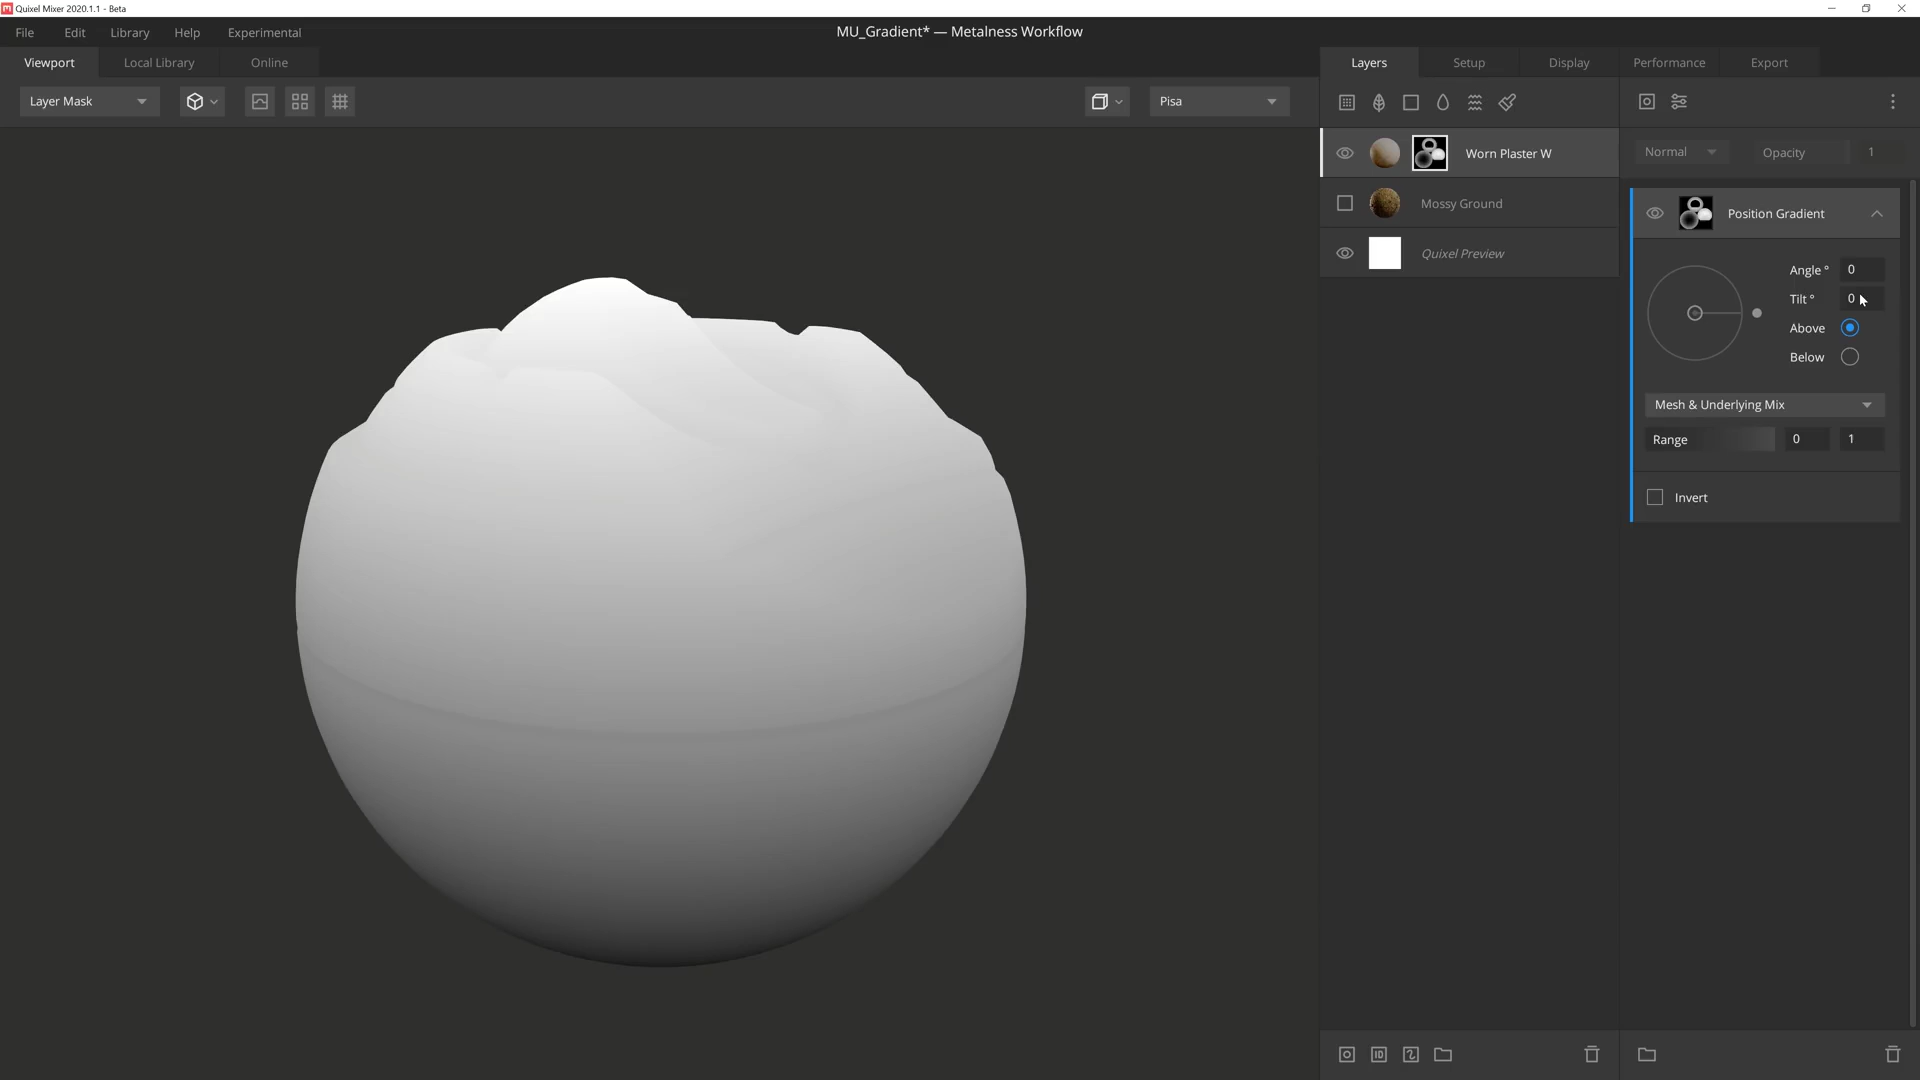 Quixel Mixer 2020.1.1 - Beta
File Edit Library Help Experimental
MU_Gradient* — Metalness Workflow
Viewport Local Library Online
Layers Setup Display Performance Export
Layer Mask
Pisa
Worn Plaster W
Normal Opacity 1
Mossy Ground
Position Gradient
Quixel Preview
Angle ° 0
Tilt ° 0
Above
Below
Mesh & Underlying Mix
Range 0 1
Invert
ID